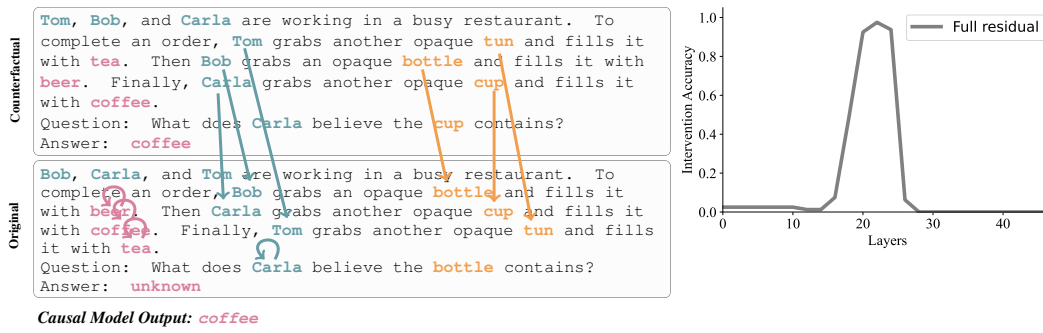 Counterfactual
Tom, Bob, and Carla are working in a busy restaurant. To
complete an order, Tom grabs another opaque tun and fills it
with tea. Then Bob grabs an opaque bottle and fills it with
beer. Finally, Carla grabs another opaque cup and fills it
with coffee.
Question: What does Carla believe the cup contains?
Answer: coffee
Original
Bob, Carla, and Tom are working in a busy restaurant. To
complete an order, Bob grabs an opaque bottle and fills it
with beer. Then Carla grabs another opaque cup and fills it
with coffee. Finally, Tom grabs another opaque tun and fills
it with tea.
Question: What does Carla believe the bottle contains?
Answer: unknown
Causal Model Output: coffee
Intervention Accuracy
1.0
0.8
0.6
0.4
0.2
0.0
0 10 20 30 40
Layers
Full residual